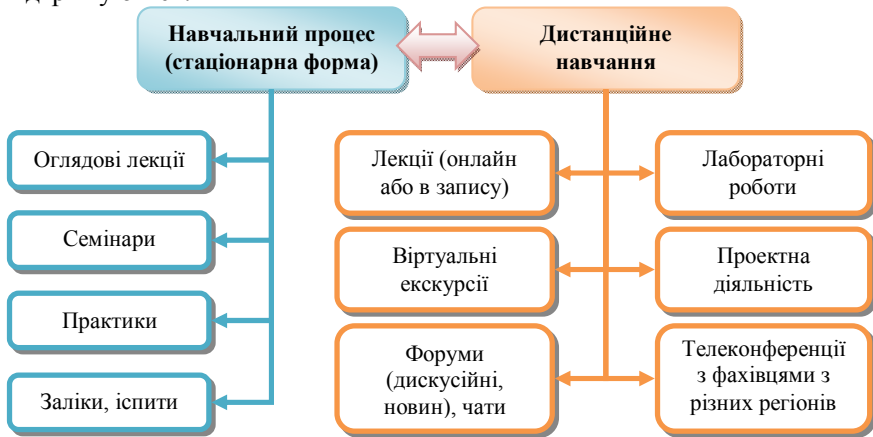 Навчальний процес
(стаціонарна форма)
Дистанційне
навчання
Оглядові лекції
Семінари
Практики
Заліки, іспити
Лекції (онлайн
або в запису)
Віртуальні
екскурсії
Форуми
(дискусійні,
новин), чати
Лабораторні
роботи
Проектна
діяльність
Телеконференції
з фахівцями з
різних регіонів